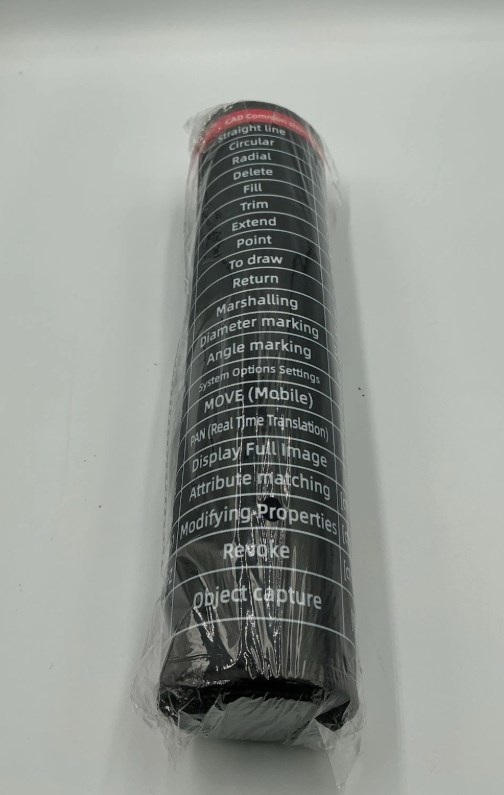 CAD Common
Straight line
Circular
Radial
Delete
Fill
Trim
Extend
Point
To draw
Return
Marshalling
Diameter marking
Angle marking
System Options Settings
MOVE (Mobile)
PAN (Real Time Translation)
Display Full Image
Attribute matching
Modifying Properties
Revoke
Object capture